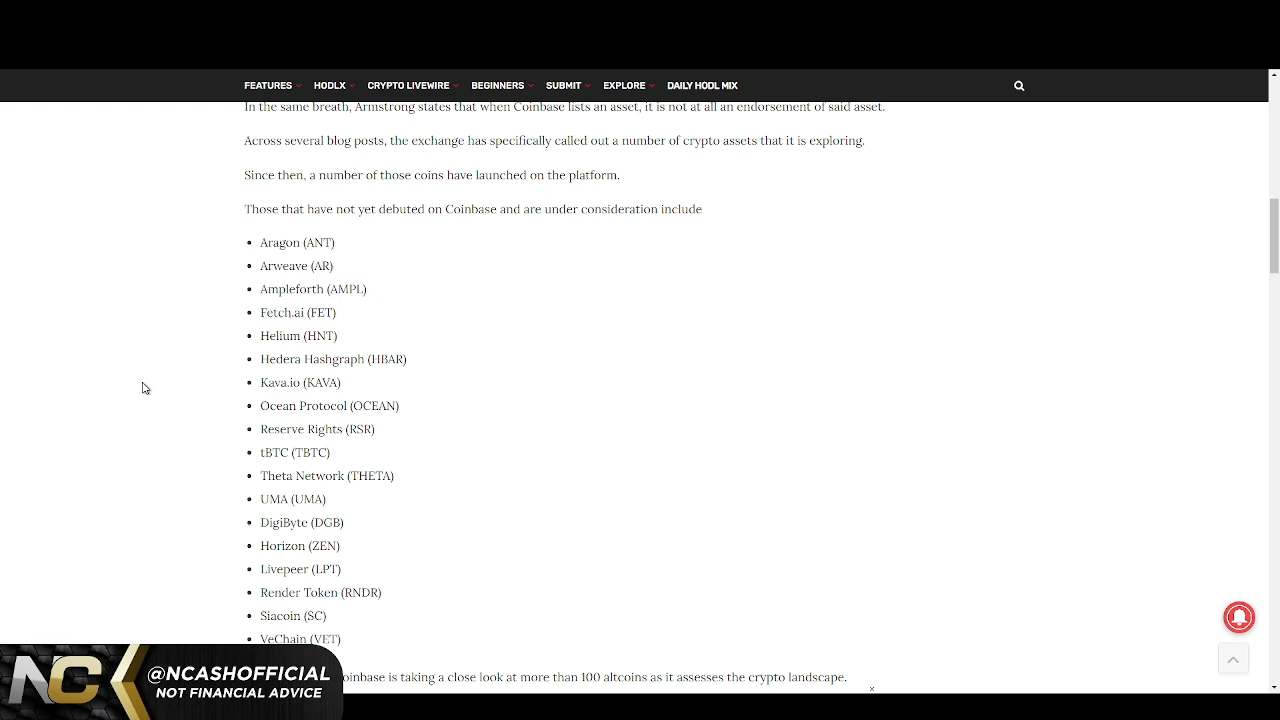 FEATURES HODLX CRYPTO LIVEWIRE BEGINNERS SUBMIT EXPLORE DAILY HODL MIX
In the same breath, Armstrong states that when Coinbase lists an asset, it is not at all an endorsement of said asset.
Across several blog posts, the exchange has specifically called out a number of crypto assets that it is exploring.
Since then, a number of those coins have launched on the platform.
Those that have not yet debuted on Coinbase and are under consideration include
Aragon (ANT)
Arweave (AR)
Ampleforth (AMPL)
Fetch.ai (FET)
Helium (HNT)
Hedera Hashgraph (HBAR)
Kava.io (KAVA)
Ocean Protocol (OCEAN)
Reserve Rights (RSR)
tBTC (TBTC)
Theta Network (THETA)
UMA (UMA)
DigiByte (DGB)
Horizon (ZEN)
Livepeer (LPT)
Render Token (RNDR)
Siacoin (SC)
VeChain (VET)
oinbase is taking a close look at more than 100 altcoins as it assesses the crypto landscape.
NC
@NCASHOFFICIAL
NOT FINANCIAL ADVICE